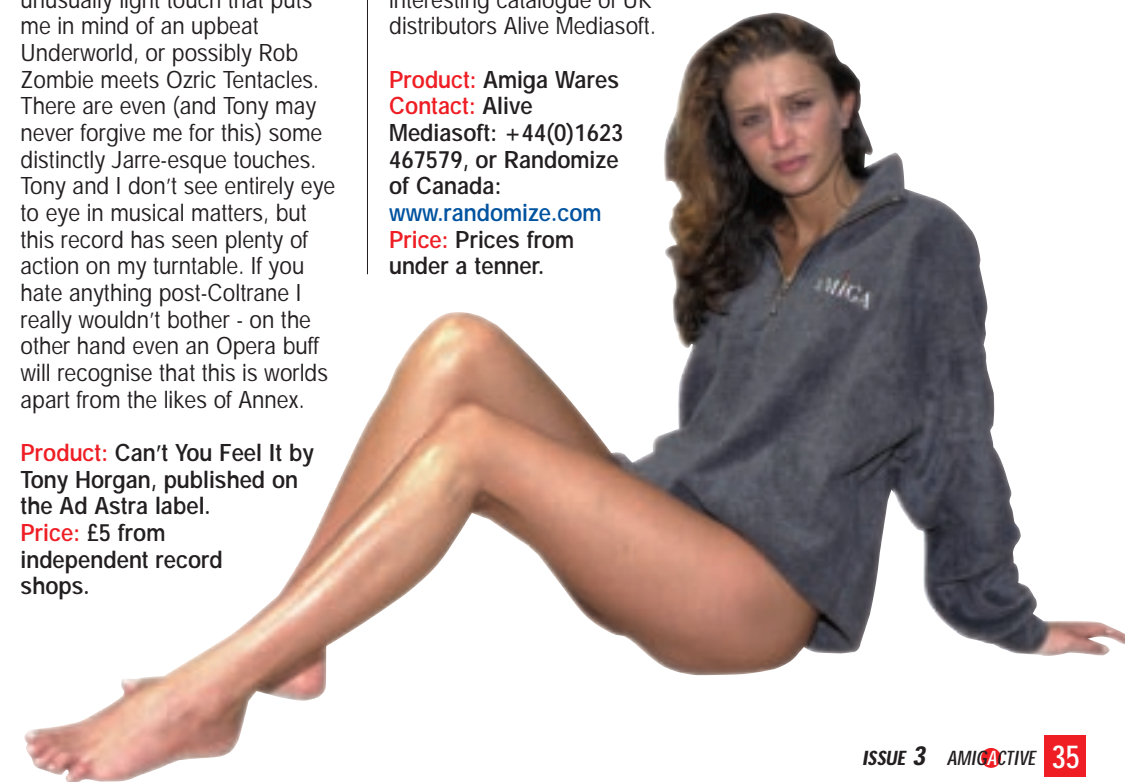 unusually light touch that puts
me in mind of an upbeat
Underworld, or possibly Rob
Zombie meets Ozric Tentacles.
There are even (and Tony may
never forgive me for this) some
distinctly Jarre-esque touches.
Tony and I don't see entirely eye
to eye in musical matters, but
this record has seen plenty of
action on my turntable. If you
hate anything post-Coltrane I
really wouldn't bother - on the
other hand even an Opera buff
will recognise that this is worlds
apart from the likes of Annex.
Product: Can't You Feel It by
Tony Horgan, published on
the Ad Astra label.
Price: £5 from
independent record
shops.
interesting catalogue of UK
distributors Alive Mediasoft.
Product: Amiga Wares
Contact: Alive
Mediasoft: +44(0)1623
467579, or Randomize
of Canada:
www.randomize.com
Price: Prices from
under a tenner.
AMIGA
ISSUE 3 AMIGACTIVE 35